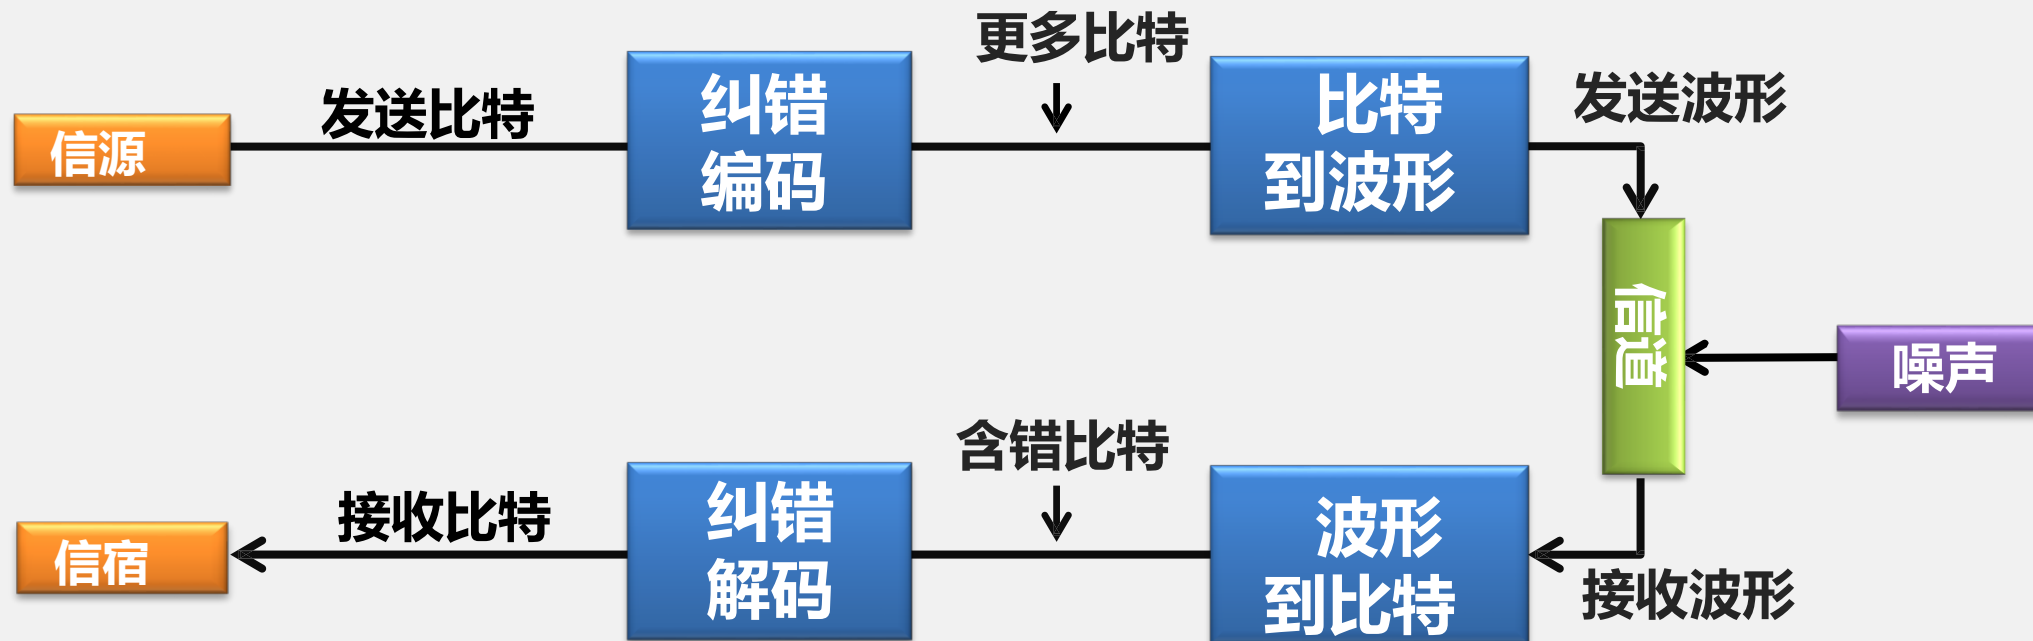 更多比特
发送比特
纠错
编码
比特
到波形
发送波形
信源
信道
噪声
含错比特
接收比特
纠错
解码
波形
到比特
信宿
接收波形